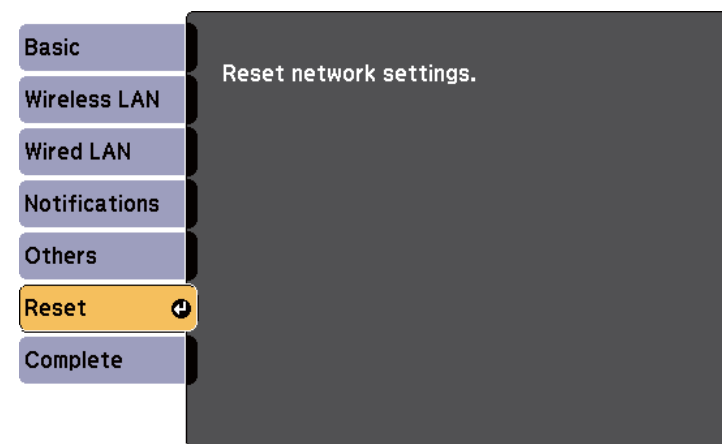 Basic
Wireless LAN
Wired LAN
Notifications
Others
Reset
Complete
Reset network settings.